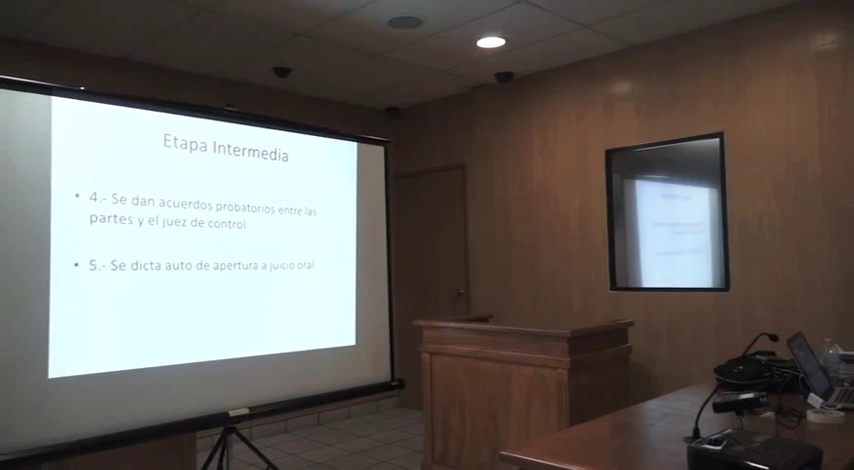 Etapa Intermedia
• 4.- Se dan acuerdos probatorios entre las
partes y el juez de control.
• 5.- Se dicta auto de apertura a juicio oral